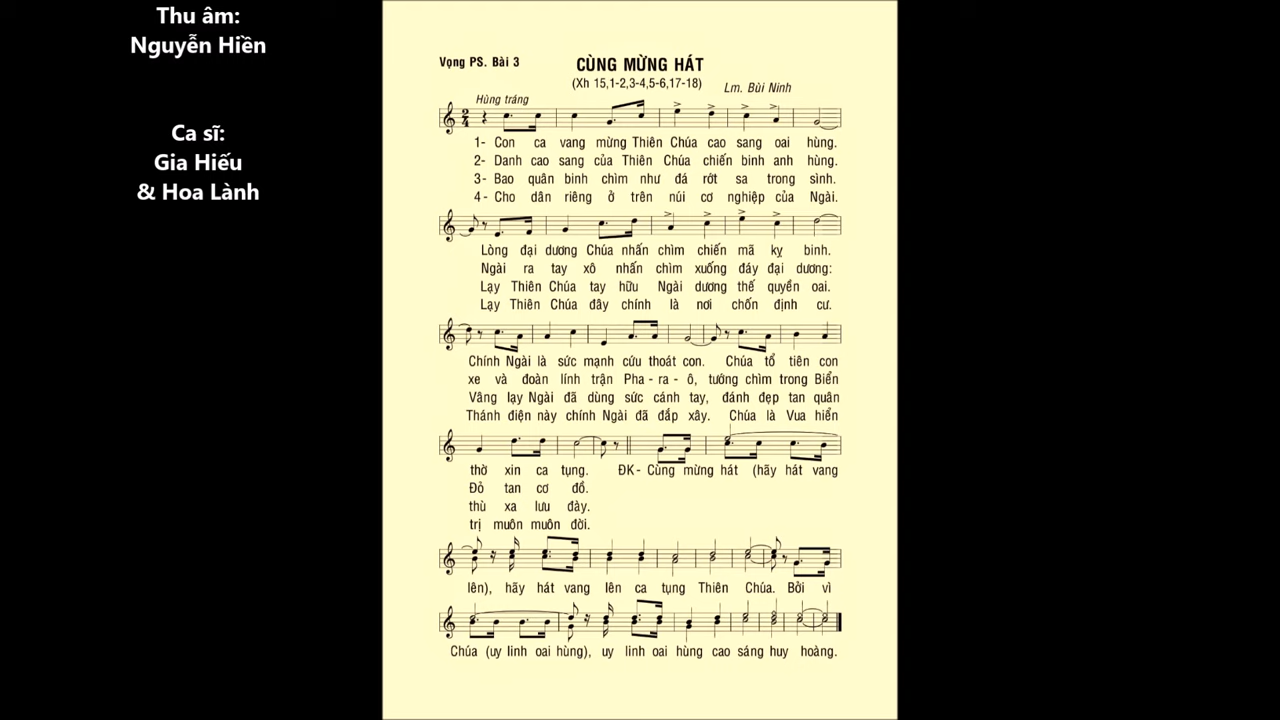 Thu âm:
Nguyễn Hiền
Ca sĩ:
Gia Hiếu
& Hoa Lành
Vọng PS. Bài 3
CÙNG MỪNG HÁT
(Xh 15,1-2,3-4,5-6,17-18)
Lm. Bùi Ninh
Hùng tráng
2
4
1- Con ca vang mừng Thiên Chúa cao sang oai hùng.
2- Danh cao sang của Thiên Chúa chiến binh anh hùng.
3- Bao quân binh chìm như đá rớt sa trong sình.
4- Cho dân riêng ở trên núi cơ nghiệp của Ngài.
Lòng đại dương Chúa nhấn chìm chiến mã kỵ binh.
Ngài ra tay xô nhấn chìm xuống đáy đại dương:
Lạy Thiên Chúa tay hữu Ngài dương thế quyền oai.
Lạy Thiên Chúa đây chính là nơi chốn định cư.
Chính Ngài là sức mạnh cứu thoát con. Chúa tổ tiên con
xe và đoàn lính trận Pha - ra - ô, tướng chìm trong Biển
Vâng lạy Ngài đã dùng sức cánh tay, đánh đẹp tan quân
Thánh điện này chính Ngài đã đắp xây. Chúa là Vua hiển
thờ xin ca tụng. ĐK- Cùng mừng hát (hãy hát vang
Đỏ tan cơ đồ.
thù xa lưu đày.
trị muôn muôn đời.
lên), hãy hát vang lên ca tụng Thiên Chúa. Bởi vì
Chúa (uy linh oai hùng), uy linh oai hùng cao sáng huy hoàng.